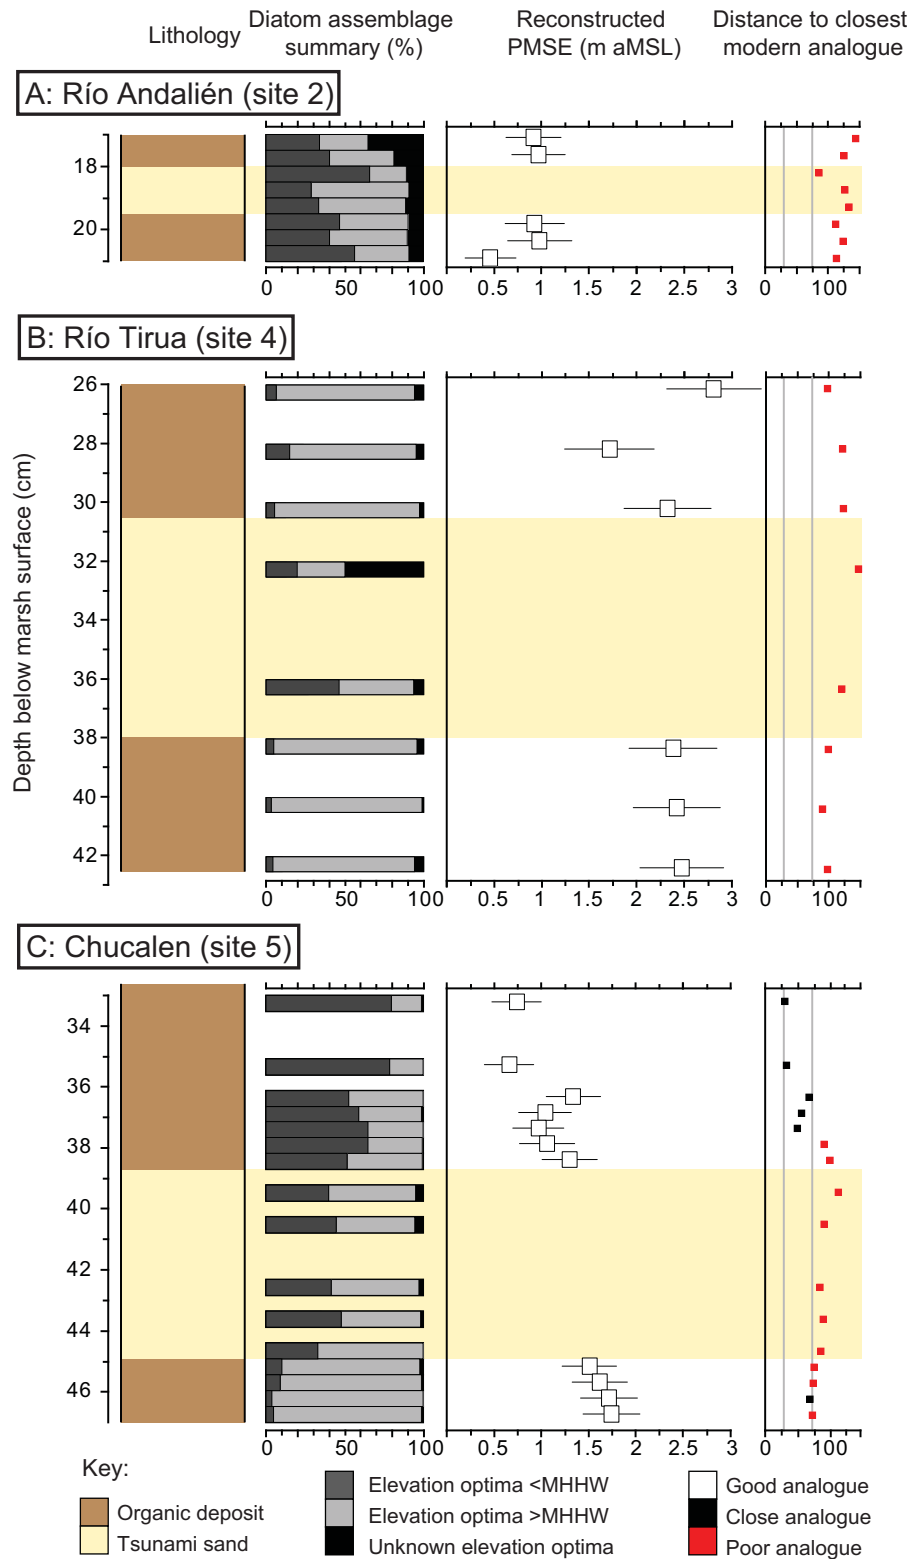 Lithology
Diatom assemblage
summary (%)
Reconstructed
PMSE (m aMSL)
Distance to closest
modern analogue
A: Río Andalién (site 2)
18
20
0 50 100
0.5 1 1.5 2 2.5 3
0 100
B: Río Tirua (site 4)
Depth below marsh surface (cm)
26
28
30
32
34
36
38
40
42
0 50 100
0.5 1 1.5 2 2.5 3
0 100
C: Chucalen (site 5)
34
36
38
40
42
44
46
0 50 100
0.5 1 1.5 2 2.5 3
0 100
Key:
Organic deposit
Tsunami sand
Elevation optima <MHHW
Elevation optima >MHHW
Unknown elevation optima
Good analogue
Close analogue
Poor analogue